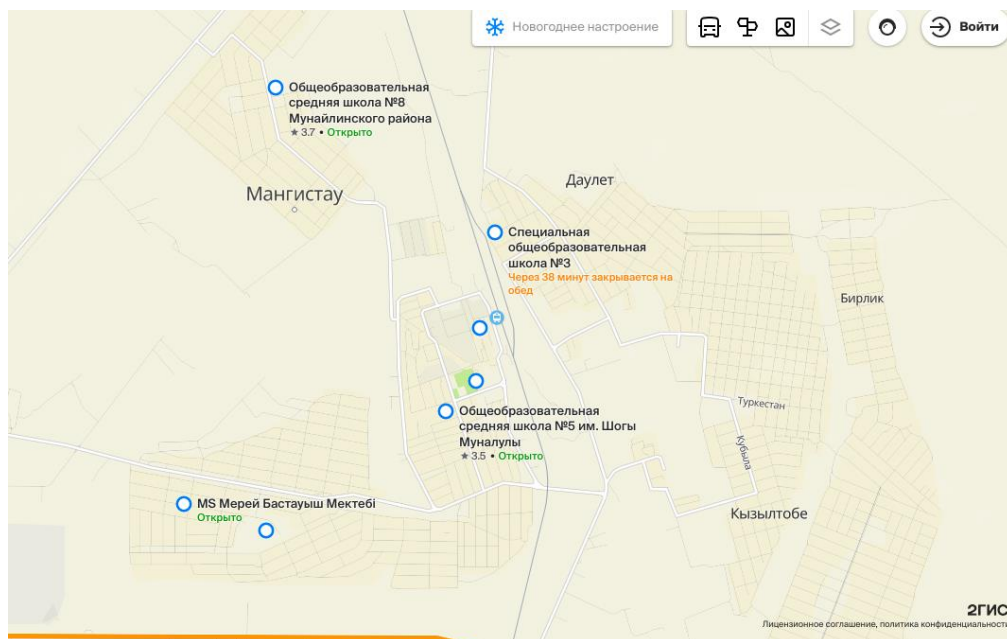 Новогоднее настроение
Войти
Общеобразовательная
средняя школа №8
Мунайлинского района
★ 3.7 • Открыто
Мангистау
Даулет
Специальная
общеобразовательная
школа №3
Через 38 минут закрывается на
обед
Бирлик
Туркестан
Кубыла
Общеобразовательная
средняя школа №5 им. Шогы
Муналулы
★ 3.5 • Открыто
MS Мерей Бастауыш Мектебі
Открыто
Кызылтобе
2ГИС
Лицензионное соглашение, политика конфиденциальност